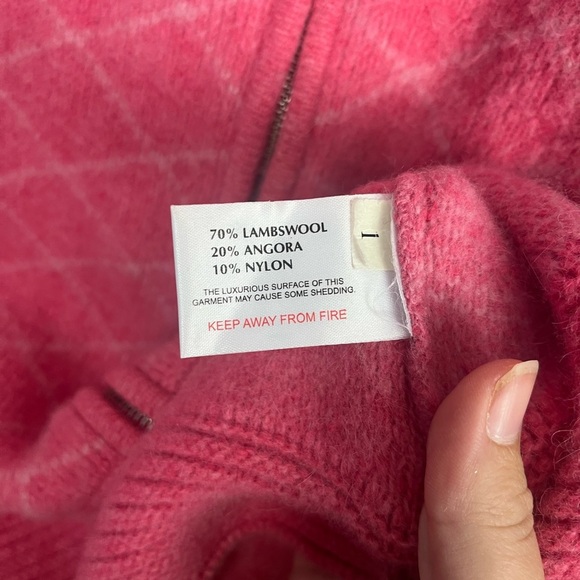 70% LAMBSWOOL
20% ANGORA
10% NYLON
THE LUXURIOUS SURFACE OF THIS
GARMENT MAY CAUSE SOME SHEDDING.
KEEP AWAY FROM FIRE
1